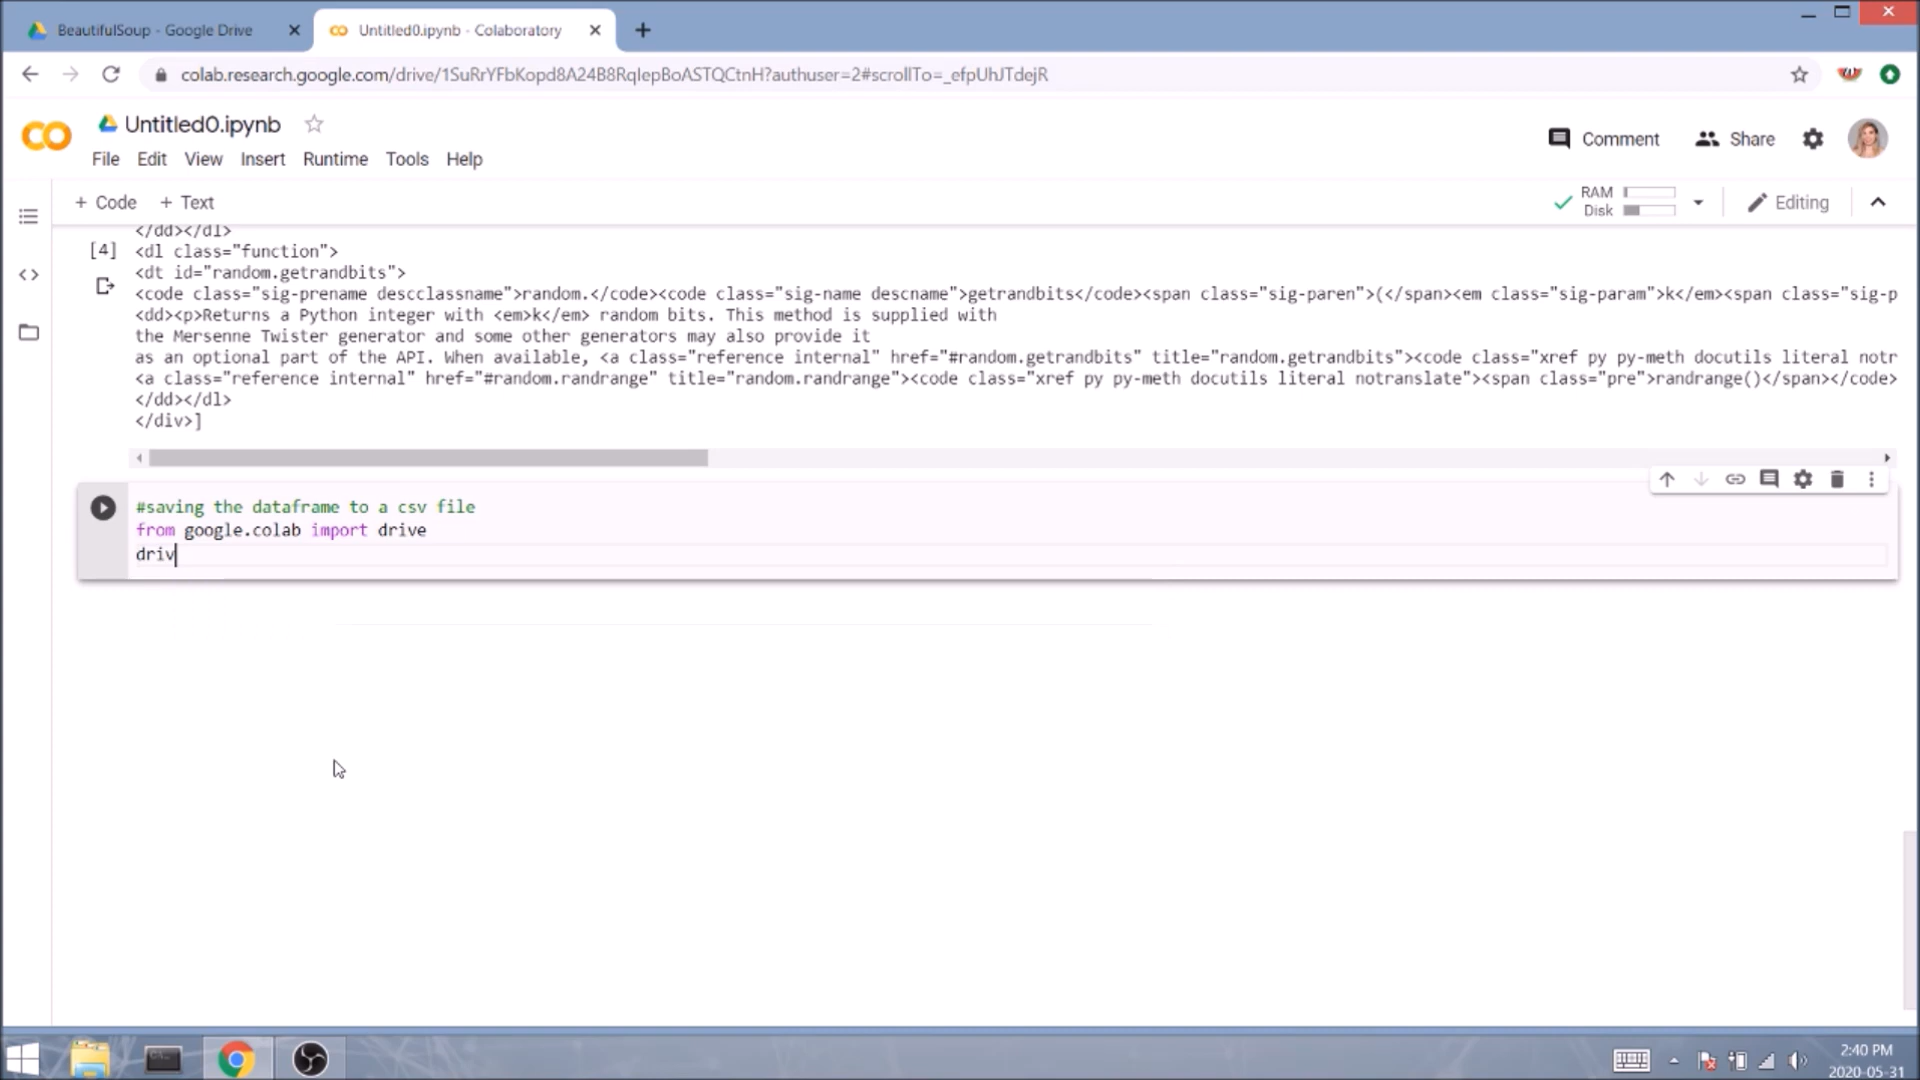 BeautifulSoup - Google Drive
Untitled0.ipynb - Colaboratory
colab.research.google.com/drive/1SuRrYFbKopd8A24B8RqIepBoASTQCtnH?authuser=2#scrollTo=_efpUhJTdejR
Untitled0.ipynb
Comment
Share
File Edit View Insert Runtime Tools Help
+ Code + Text
RAM
Disk
Editing
</dd></dl>
[4] <dl class="function">
<dt id="random.getrandbits">
<code class="sig-prename descclassname">random.</code><code class="sig-name descname">getrandbits</code><span class="sig-paren">(</span><em class="sig-param">k</em><span class="sig-p
<dd><p>Returns a Python integer with <em>k</em> random bits. This method is supplied with
the Mersenne Twister generator and some other generators may also provide it
as an optional part of the API. When available, <a class="reference internal" href="#random.getrandbits" title="random.getrandbits"><code class="xref py py-meth docutils literal notr
<a class="reference internal" href="#random.randrange" title="random.randrange"><code class="xref py py-meth docutils literal notranslate"><span class="pre">randrange()</span></code>
</dd></dl>
</div>]
#saving the dataframe to a csv file
from google.colab import drive
driv
2:40 PM
2020-05-31